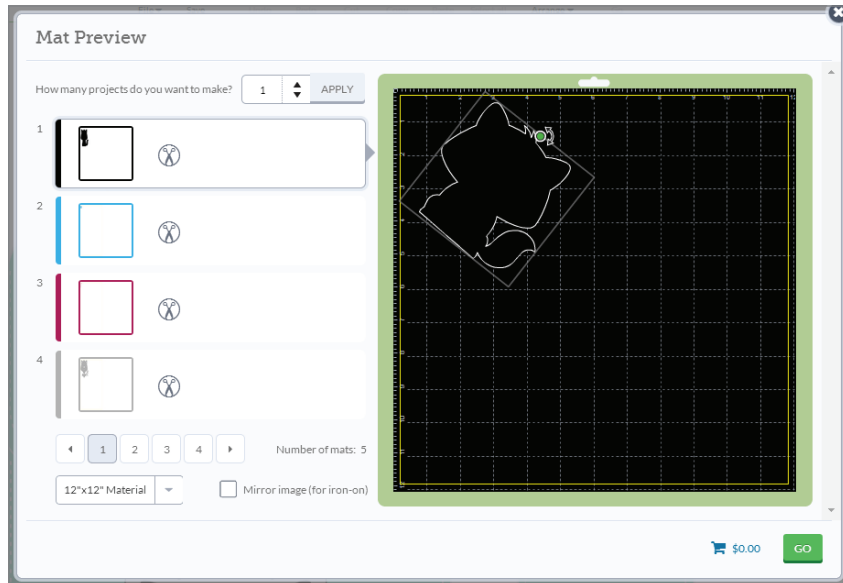 Mat Preview
How many projects do you want to make? 1 APPLY
1
2
3
4
1 2 3 4 Number of mats: 5
12"x12" Material Mirror image (for iron-on)
$0.00 GO